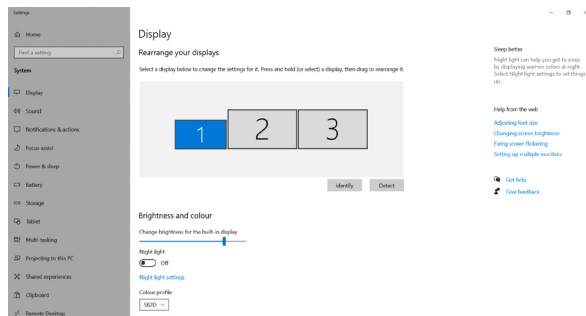 Settings
Home
Find a setting
System
Display
Sound
Notifications & actions
Focus assist
Power & sleep
Battery
Storage
Tablet
Multi-tasking
Projecting to this PC
Shared experiences
Clipboard
Remote Desktop
Display
Rearrange your displays
Select a display below to change the settings for it. Press and hold (or select) a display, then drag to rearrange it.
1 2 3
Identify Detect
Brightness and colour
Change brightness for the built-in display
Night light
Off
Night light settings
Colour profile
SB2D
Sleep better
Night light can help you get to sleep
by displaying warmer colors at night.
Select Night light settings to set things
up.
Help from the web
Adjusting font size
Changing screen brightness
Fixing screen flickering
Setting up multiple monitors
Get help
Give feedback